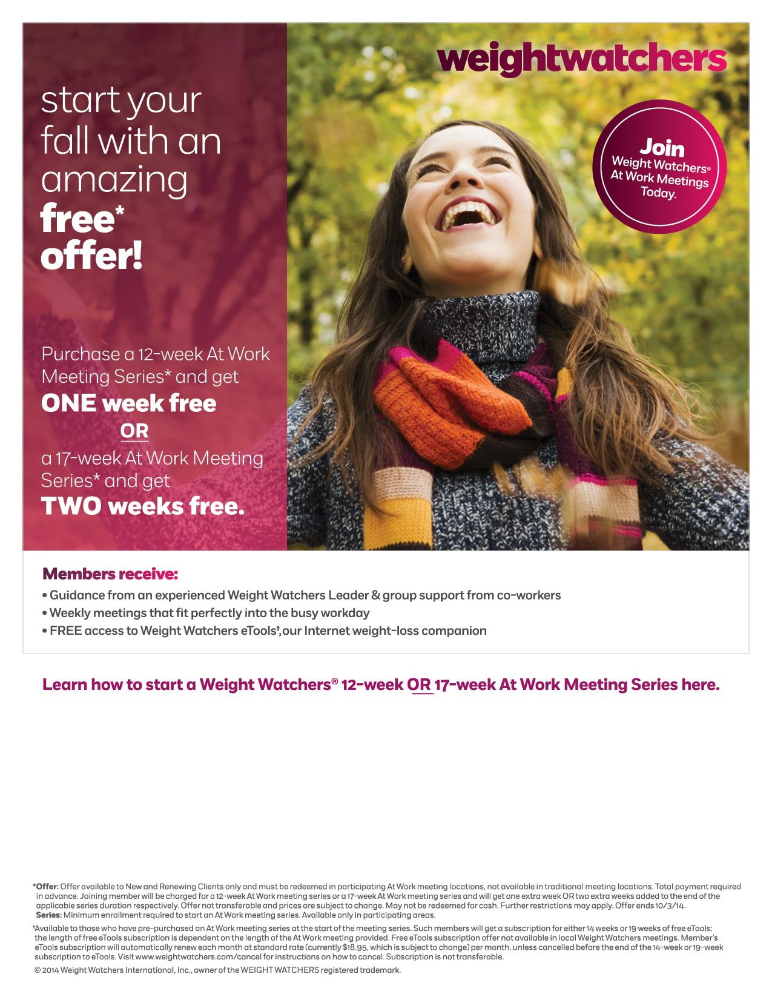 weightwatchers
start your
fall with an
amazing
free*
offer!
Join
Weight Watchers®
At Work Meetings
Today.
Purchase a 12-week At Work
Meeting Series* and get
ONE week free
OR
a 17-week At Work Meeting
Series* and get
TWO weeks free.
Members receive:
• Guidance from an experienced Weight Watchers Leader & group support from co-workers
• Weekly meetings that fit perfectly into the busy workday
• FREE access to Weight Watchers eTools†, our Internet weight-loss companion
Learn how to start a Weight Watchers® 12-week OR 17-week At Work Meeting Series here.
*Offer: Offer available to New and Renewing Clients only and must be redeemed in participating At Work meeting locations, not available in traditional meeting locations. Total payment required
in advance. Joining member will be charged for a 12-week At Work meeting series or a 17-week At Work meeting series and will get one extra week OR two extra weeks added to the end of the
applicable series duration respectively. Offer not transferable and prices are subject to change. May not be redeemed for cash. Further restrictions may apply. Offer ends 10/3/14.
Series: Minimum enrollment required to start an At Work meeting series. Available only in participating areas.
†Available to those who have pre-purchased an At Work meeting series at the start of the meeting series. Such members will get a subscription for either 14 weeks or 19 weeks of free eTools;
the length of free eTools subscription is dependent on the length of the At Work meeting provided. Free eTools subscription offer not available in local Weight Watchers meetings. Member's
eTools subscription will automatically renew each month at standard rate (currently $18.95, which is subject to change) per month, unless cancelled before the end of the 14-week or 19-week
subscription to eTools. Visit www.weightwatchers.com/cancel for instructions on how to cancel. Subscription is not transferable.
© 2014 Weight Watchers International, Inc., owner of the WEIGHT WATCHERS registered trademark.